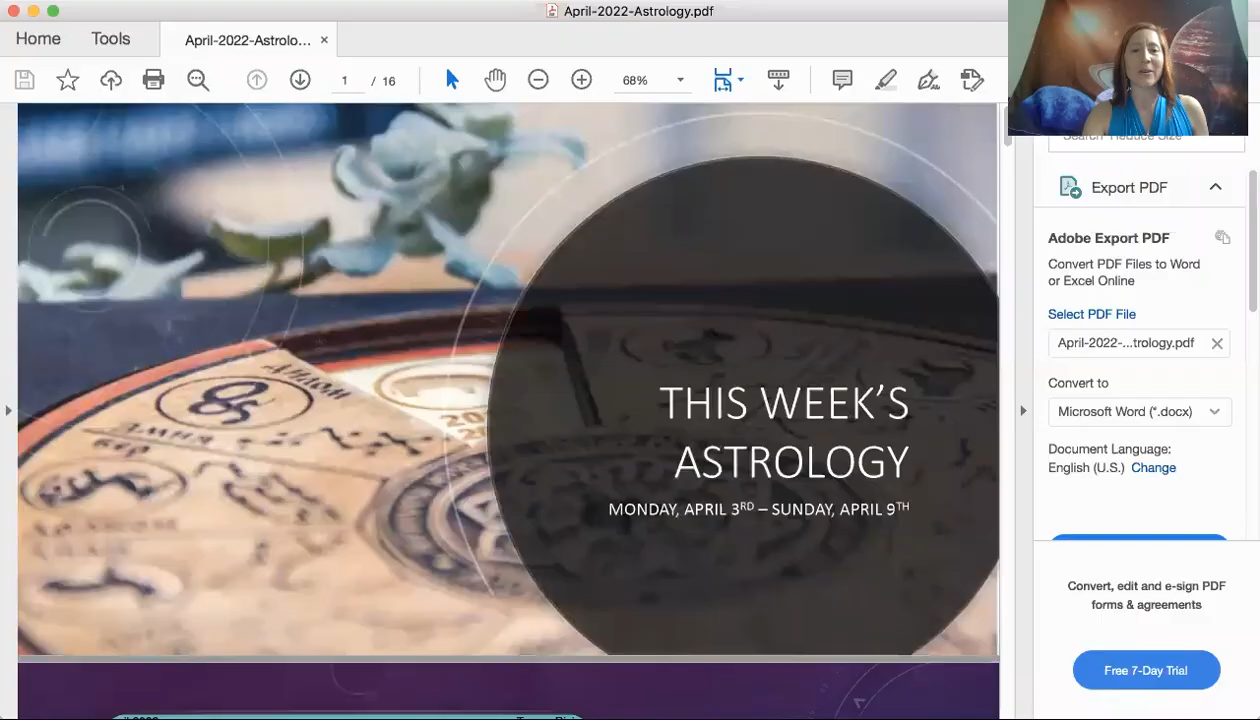 April-2022-Astrology.pdf
Home
Tools
April-2022-Astrolo...
1
/ 16
68%
Export PDF
Adobe Export PDF
Convert PDF Files to Word
or Excel Online
Select PDF File
April-2022-...trology.pdf
Convert to
Microsoft Word (*.docx)
Document Language:
English (U.S.) Change
THIS WEEK’S
ASTROLOGY
MONDAY, APRIL 3RD – SUNDAY, APRIL 9TH
Convert, edit and e-sign PDF
forms & agreements
Free 7-Day Trial